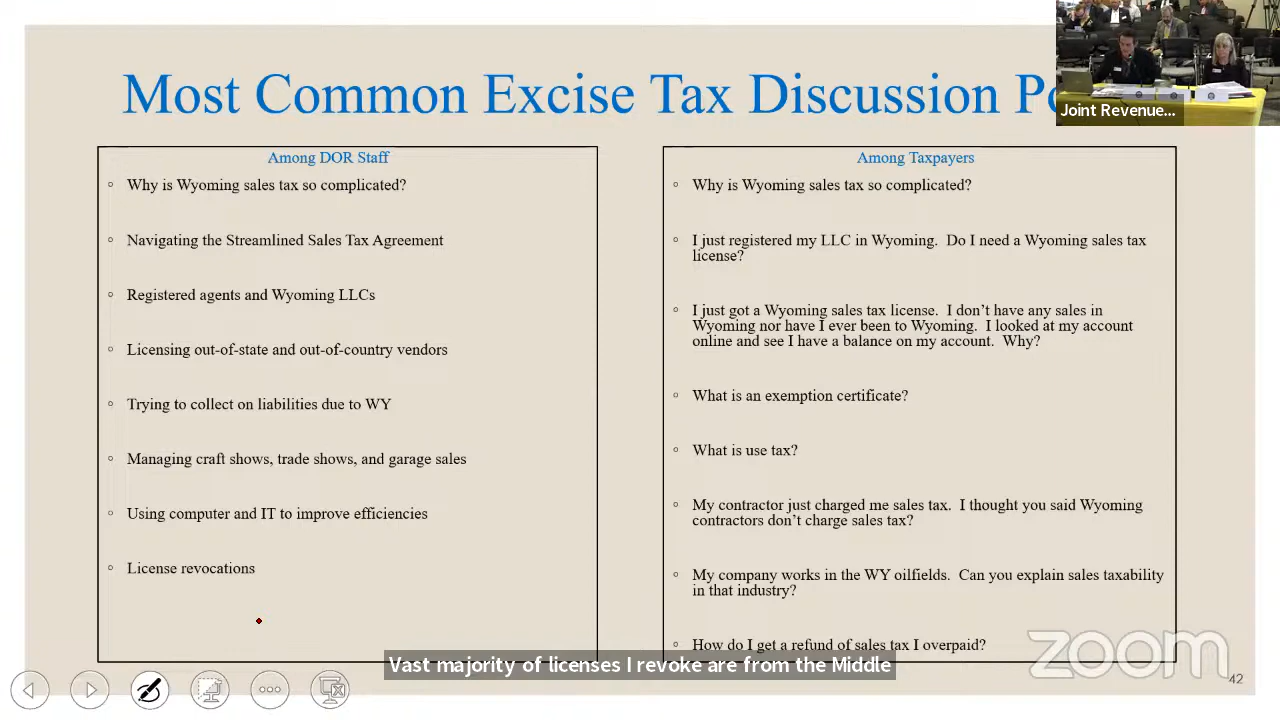 Most Common Excise Tax Discussion Po
Joint Revenue...
Among DOR Staff
Why is Wyoming sales tax so complicated?
Navigating the Streamlined Sales Tax Agreement
Registered agents and Wyoming LLCs
Licensing out-of-state and out-of-country vendors
Trying to collect on liabilities due to WY
Managing craft shows, trade shows, and garage sales
Using computer and IT to improve efficiencies
License revocations
Among Taxpayers
Why is Wyoming sales tax so complicated?
I just registered my LLC in Wyoming. Do I need a Wyoming sales tax
license?
I just got a Wyoming sales tax license. I don’t have any sales in
Wyoming nor have I ever been to Wyoming. I looked at my account
online and see I have a balance on my account. Why?
What is an exemption certificate?
What is use tax?
My contractor just charged me sales tax. I thought you said Wyoming
contractors don’t charge sales tax?
My company works in the WY oilfields. Can you explain sales taxability
in that industry?
How do I get a refund of sales tax I overpaid?
Vast majority of licenses I revoke are from the Middle
zoom
42